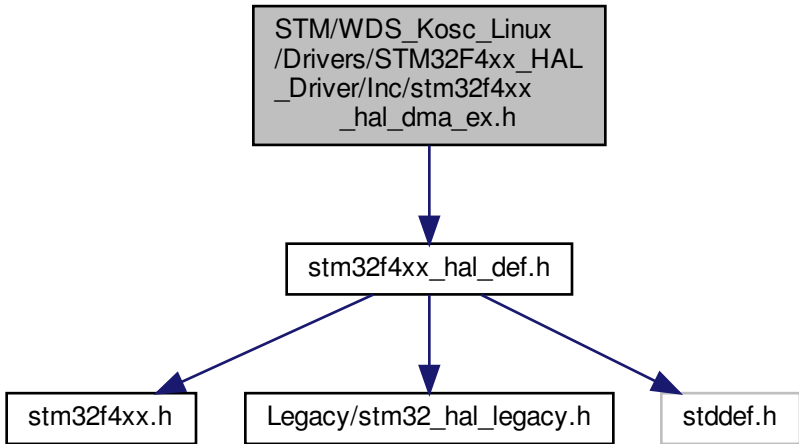 STM/WDS_Kosc_Linux
/Drivers/STM32F4xx_HAL
_Driver/Inc/stm32f4xx
_hal_dma_ex.h
stm32f4xx_hal_def.h
stm32f4xx.h
Legacy/stm32_hal_legacy.h
stddef.h